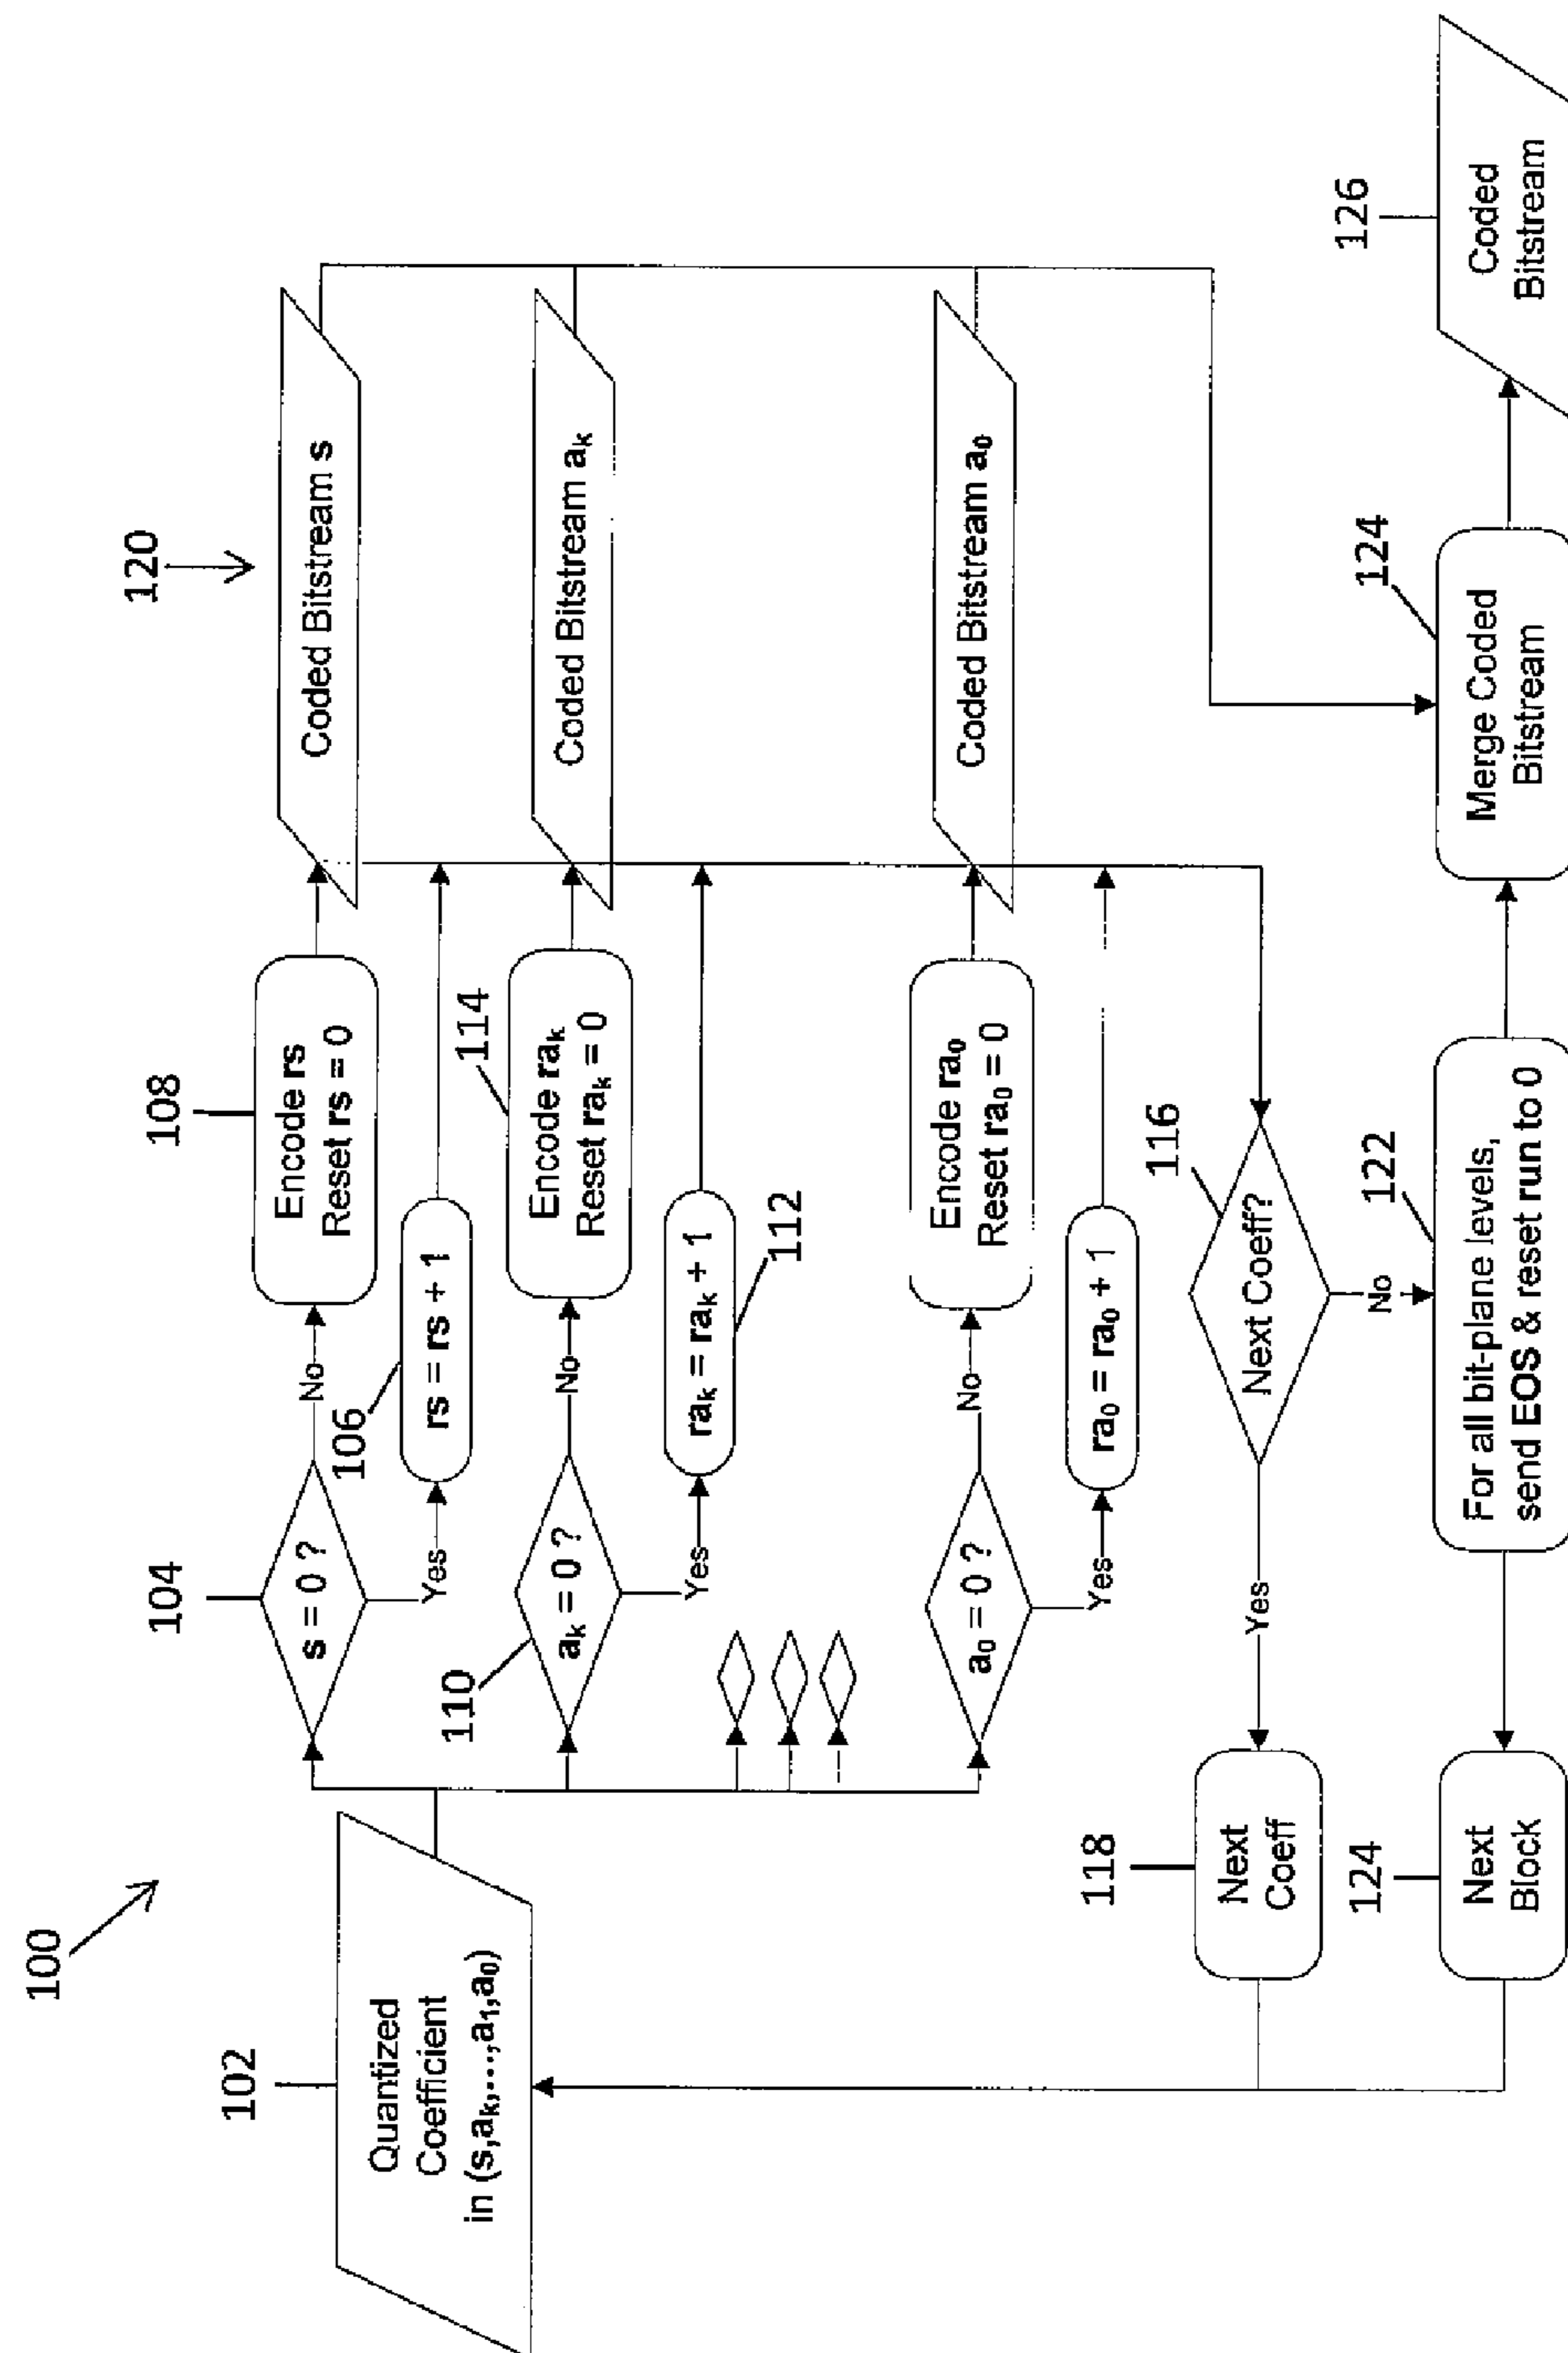 100
102
Quantized
Coefficient
in (s,aₖ,...,a₁,a₀)
104
s = 0 ?
No
Yes
106
rs = rs + 1
108
Encode rs
Reset rs = 0
120
Coded Bitstream s
110
aₖ = 0 ?
No
Yes
112
raₖ = raₖ + 1
114
Encode raₖ
Reset raₖ = 0
Coded Bitstream aₖ
a₀ = 0 ?
No
Yes
ra₀ = ra₀ + 1
Encode ra₀
Reset ra₀ = 0
Coded Bitstream a₀
116
Next Coeff?
Yes
No
118
Next
Coeff
122
For all bit-plane levels,
send EOS & reset run to 0
124
Next
Block
124
Merge Coded
Bitstream
126
Coded
Bitstream